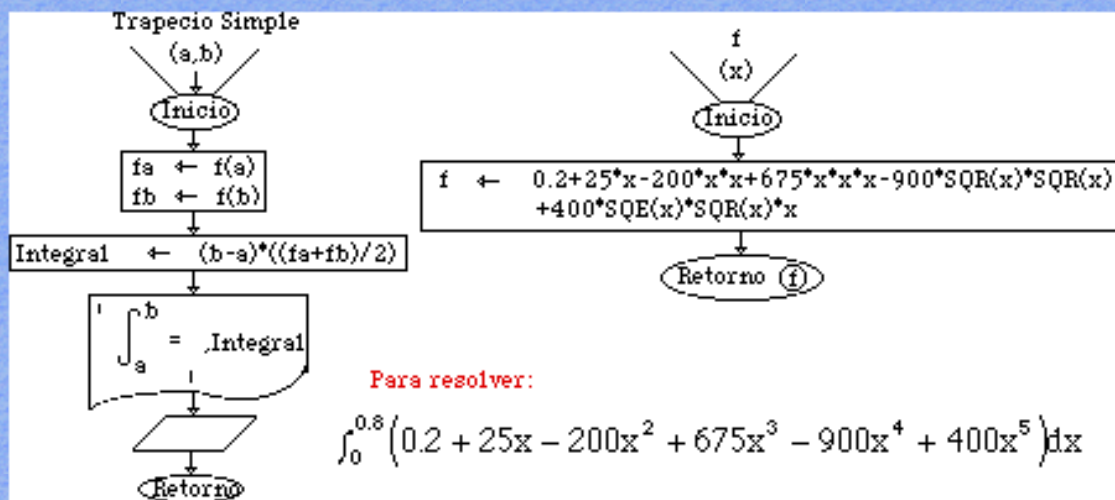 Trapecio Simple
(a,b)
Inicio
fa ← f(a)
fb ← f(b)
Integral ← (b-a)*((fa+fb)/2)
' ∫ₐᵇ = ,Integral
'
Retorno
f
(x)
Inicio
f ← 0.2+25*x-200*x*x+675*x*x*x-900*SQR(x)*SQR(x)
+400*SQE(x)*SQR(x)*x
Retorno (f)
Para resolver:
∫₀^0.8 (0.2 + 25x − 200x² + 675x³ − 900x⁴ + 400x⁵)dx